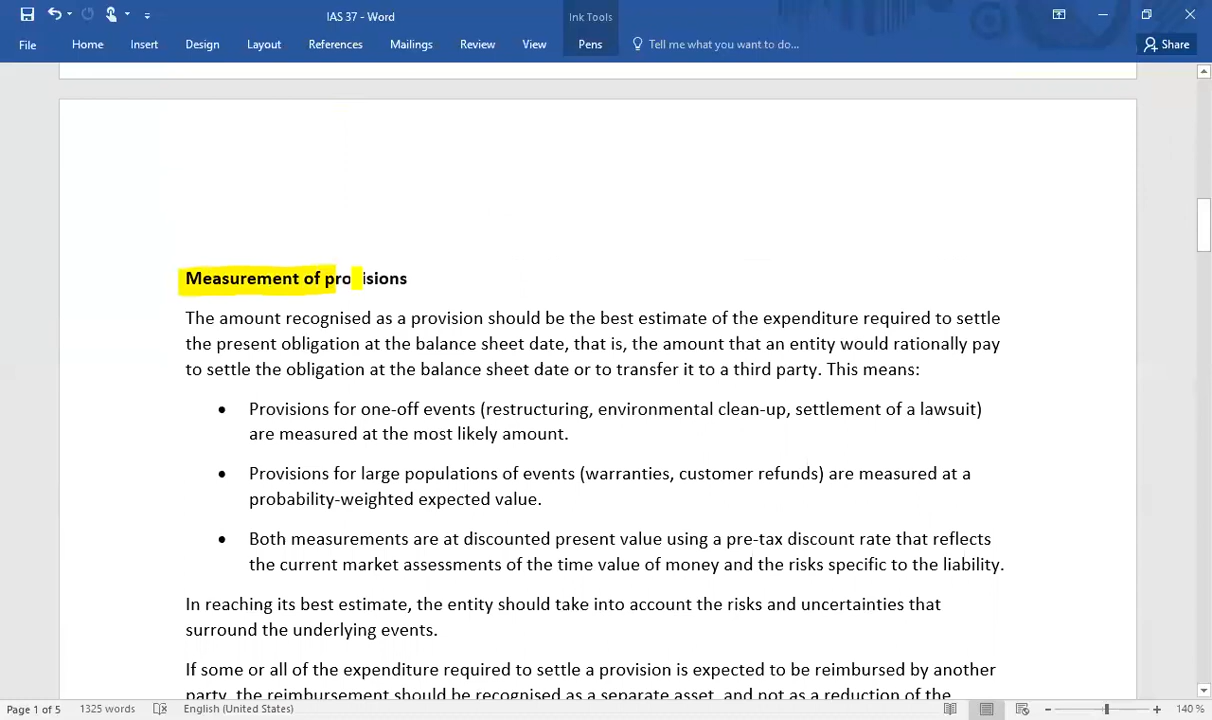 IAS 37 - Word
Ink Tools
File Home Insert Design Layout References Mailings Review View Pens Tell me what you want to do... Share
Measurement of provisions
The amount recognised as a provision should be the best estimate of the expenditure required to settle
the present obligation at the balance sheet date, that is, the amount that an entity would rationally pay
to settle the obligation at the balance sheet date or to transfer it to a third party. This means:
• Provisions for one-off events (restructuring, environmental clean-up, settlement of a lawsuit)
are measured at the most likely amount.
• Provisions for large populations of events (warranties, customer refunds) are measured at a
probability-weighted expected value.
• Both measurements are at discounted present value using a pre-tax discount rate that reflects
the current market assessments of the time value of money and the risks specific to the liability.
In reaching its best estimate, the entity should take into account the risks and uncertainties that
surround the underlying events.
If some or all of the expenditure required to settle a provision is expected to be reimbursed by another
party, the reimbursement should be recognised as a separate asset, and not as a reduction of the
Page 1 of 5 1325 words English (United States) 140 %